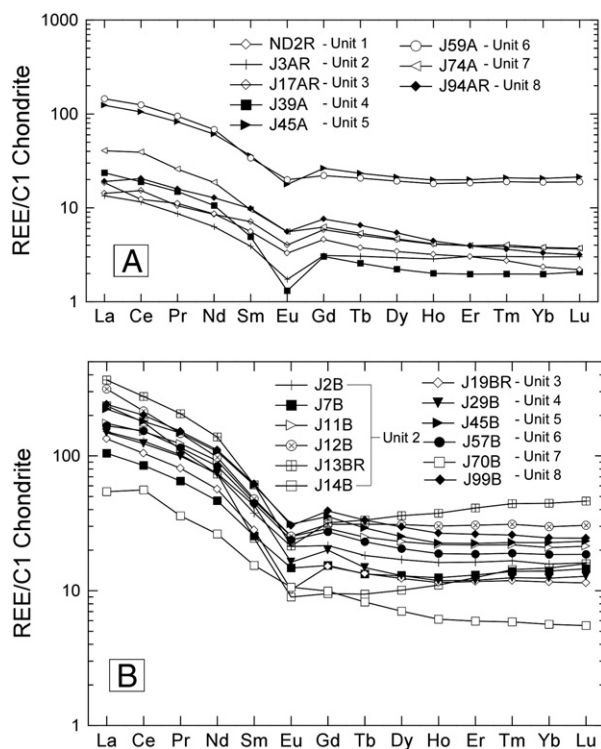 1000
100
10
1
REE/C1 Chondrite
ND2R - Unit 1
J3AR - Unit 2
J17AR - Unit 3
J39A - Unit 4
J45A - Unit 5
J59A - Unit 6
J74A - Unit 7
J94AR - Unit 8
A
La Ce Pr Nd Sm Eu Gd Tb Dy Ho Er Tm Yb Lu
100
10
1
REE/C1 Chondrite
J2B
J7B
J11B
J12B
J13BR
J14B
Unit 2
J19BR - Unit 3
J29B - Unit 4
J45B - Unit 5
J57B - Unit 6
J70B - Unit 7
J99B - Unit 8
B
La Ce Pr Nd Sm Eu Gd Tb Dy Ho Er Tm Yb Lu